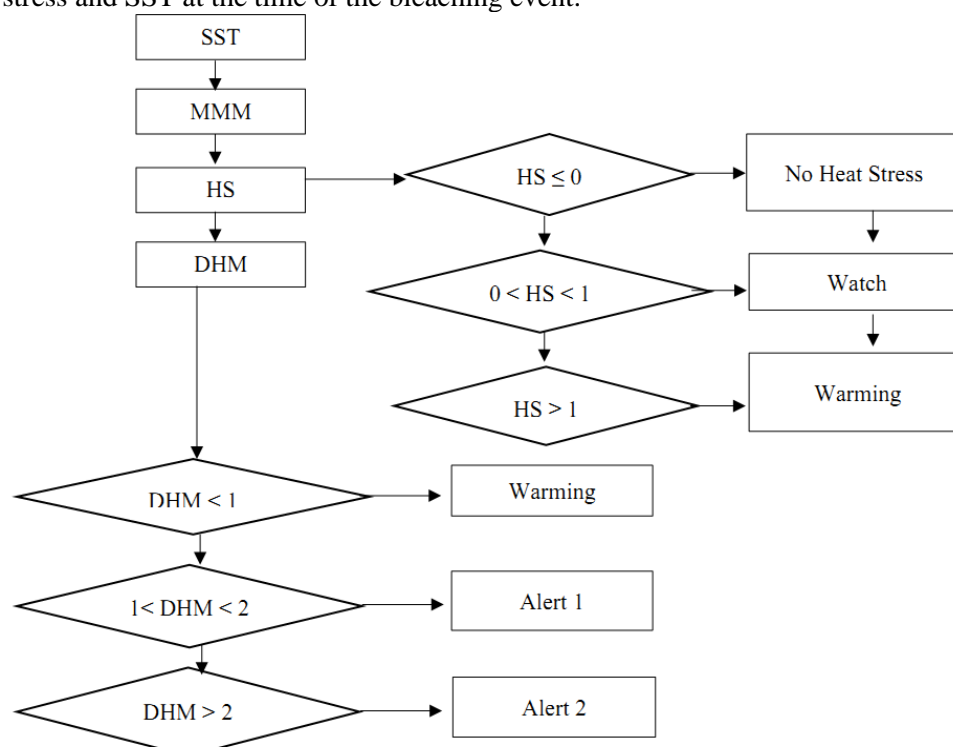 stress and SST at the time of the bleaching event.
SST
MMM
HS
HS ≤ 0
No Heat Stress
DHM
0 < HS < 1
Watch
HS > 1
Warming
DHM < 1
Warming
1< DHM < 2
Alert 1
DHM > 2
Alert 2